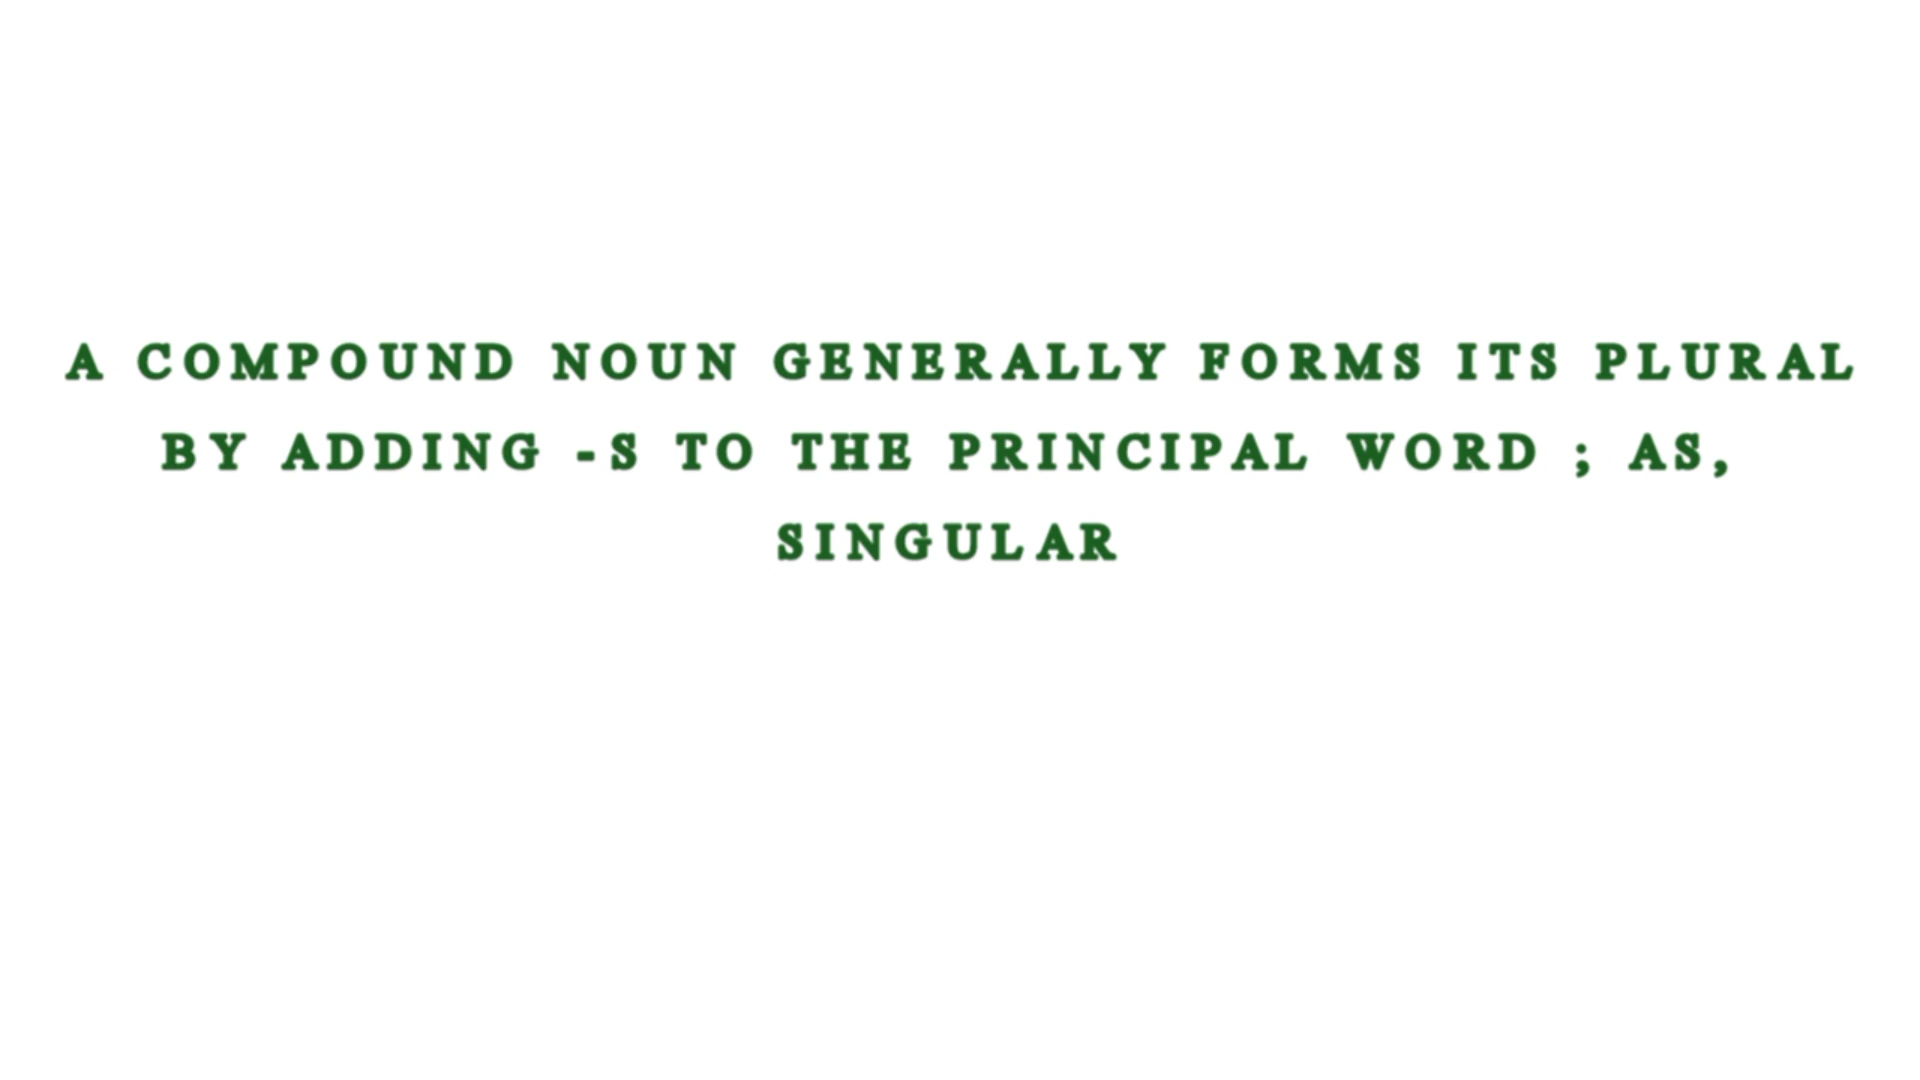 A COMPOUND NOUN GENERALLY FORMS ITS PLURAL
BY ADDING -S TO THE PRINCIPAL WORD ; AS,
SINGULAR